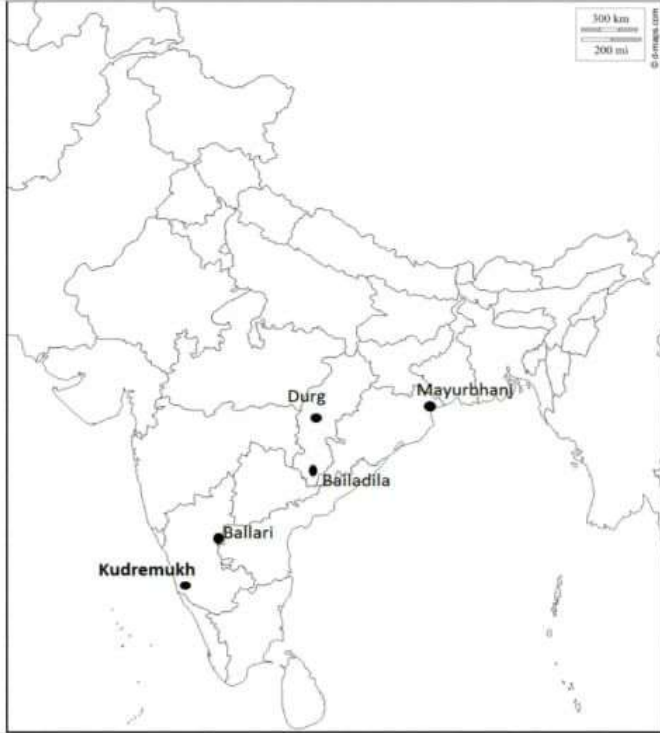 300 km
200 mi
© d-maps.com
Durg
Mayurbhanj
Bailadila
Ballari
Kudremukh